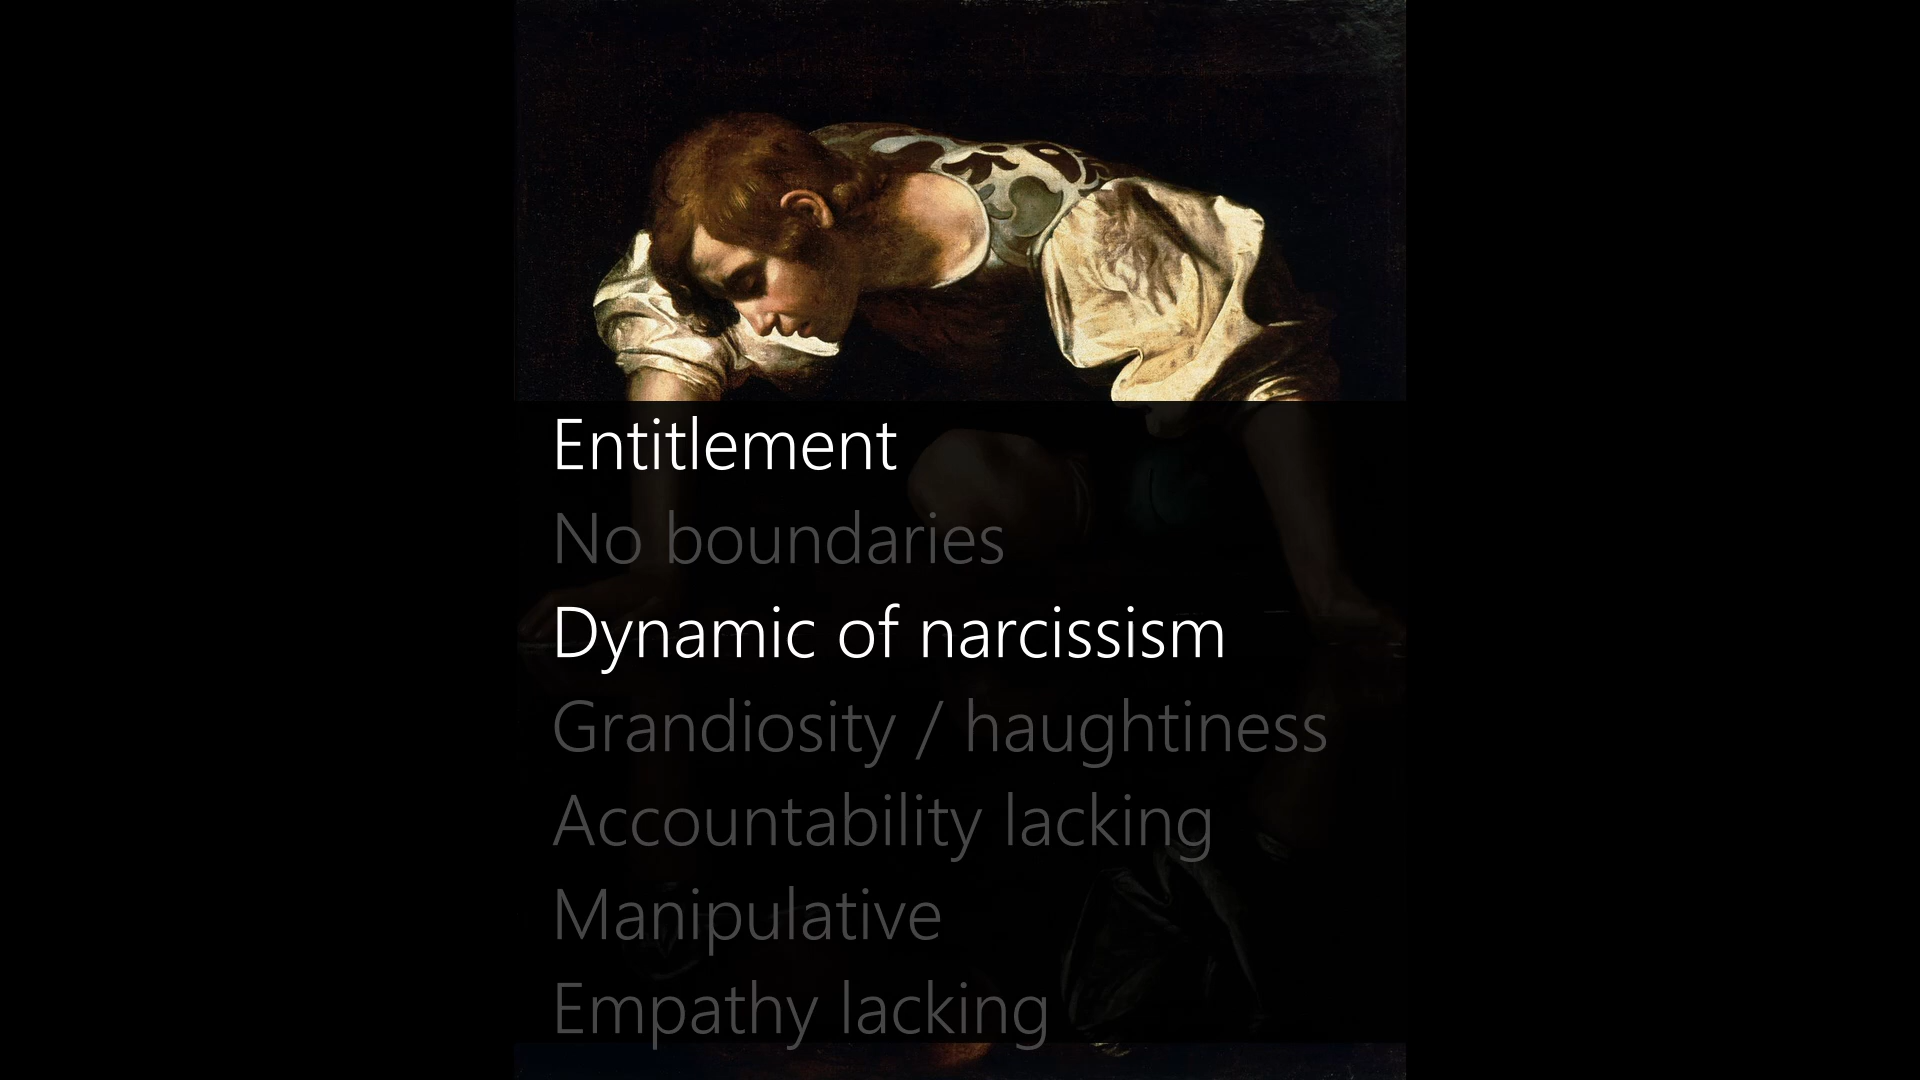 Entitlement
No boundaries
Dynamic of narcissism
Grandiosity / haughtiness
Accountability lacking
Manipulative
Empathy lacking